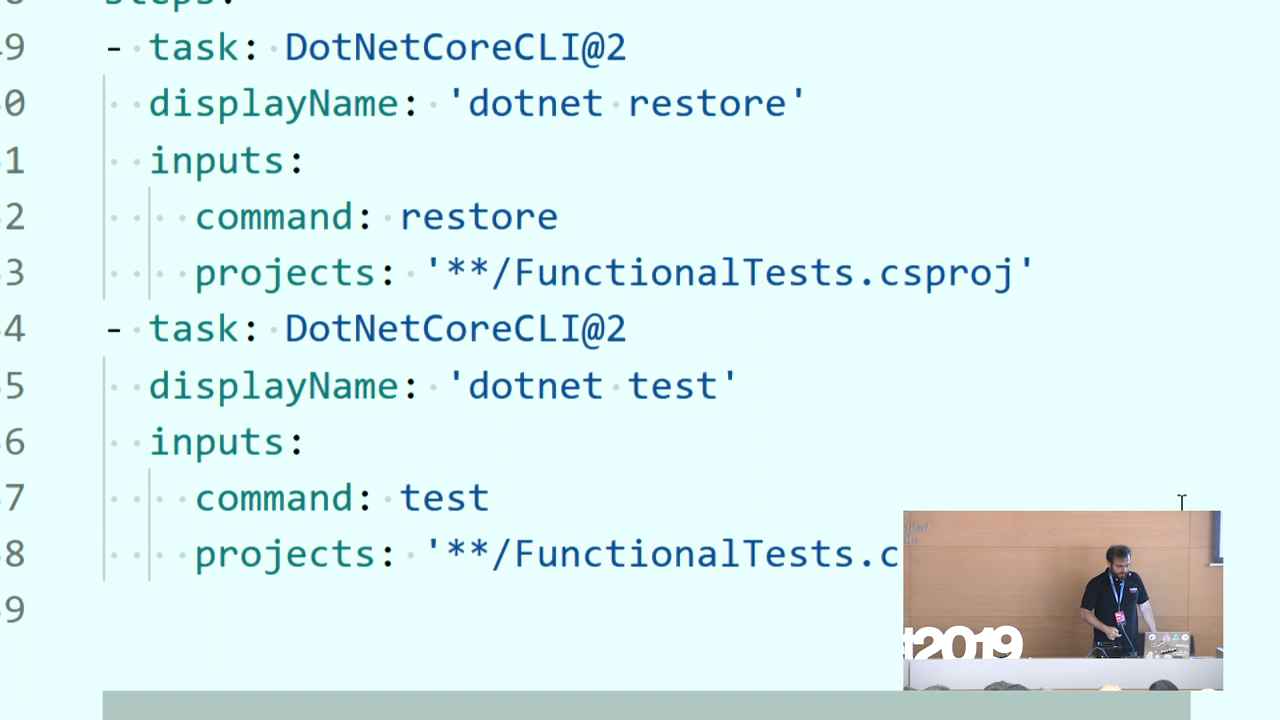 steps:
9 - task: DotNetCoreCLI@2
0 displayName: 'dotnet restore'
1 inputs:
2 command: restore
3 projects: '**/FunctionalTests.csproj'
4 - task: DotNetCoreCLI@2
5 displayName: 'dotnet test'
6 inputs:
7 command: test
8 projects: '**/FunctionalTests.c
9
2019